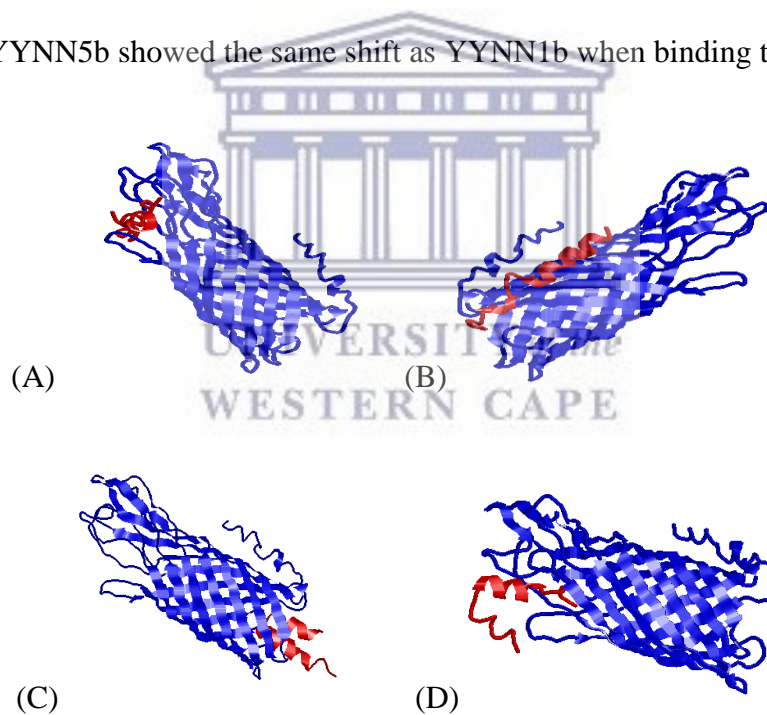 YYNN5b showed the same shift as YYNN1b when binding t
UNIVERSITY of the
(A) (B)
WESTERN CAPE
(C) (D)